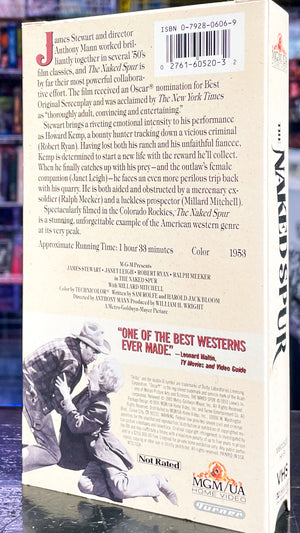 ISBN 0-7928-0606-9
0 27616 05203 2
James Stewart and director
Anthony Mann worked bril-
liantly together in several '50's
film classics, and The Naked Spur is
by far their most powerful collabora-
tive effort. The film received an Oscar® nomination for Best
Original Screenplay and was acclaimed by The New York Times
as "thoroughly adult, convincing and entertaining."
Stewart brings a riveting emotional intensity to his performance
as Howard Kemp, a bounty hunter tracking down a vicious criminal
(Robert Ryan). Having lost both his ranch and his unfaithful fiancee,
Kemp is determined to start a new life with the reward he'll collect.
When he finally catches up with his prey—and the outlaw's female
companion (Janet Leigh)—he faces an even more perilous trip back
with his quarry. He is both aided and obstructed by a mercenary ex-
soldier (Ralph Meeker) and a luckless prospector (Millard Mitchell).
Spectacularly filmed in the Colorado Rockies, The Naked Spur
is a stunning, unforgettable example of the American western genre
at its very peak.
Approximate Running Time: 1 hour 33 minutes Color 1953
M-G-M Presents
JAMES STEWART • JANET LEIGH • ROBERT RYAN • RALPH MEEKER
in THE NAKED SPUR
With MILLARD MITCHELL
Color by TECHNICOLOR® Written by SAM ROLFE and HAROLD JACK BLOOM
Directed by ANTHONY MANN Produced by WILLIAM H. WRIGHT
A Metro-Goldwyn-Mayer Picture
"ONE OF THE BEST WESTERNS
EVER MADE"
—Leonard Maltin,
TV Movies and Video Guide
Not Rated
MGM/UA
HOME VIDEO
Turner
THE
NAKED SPUR
VHS